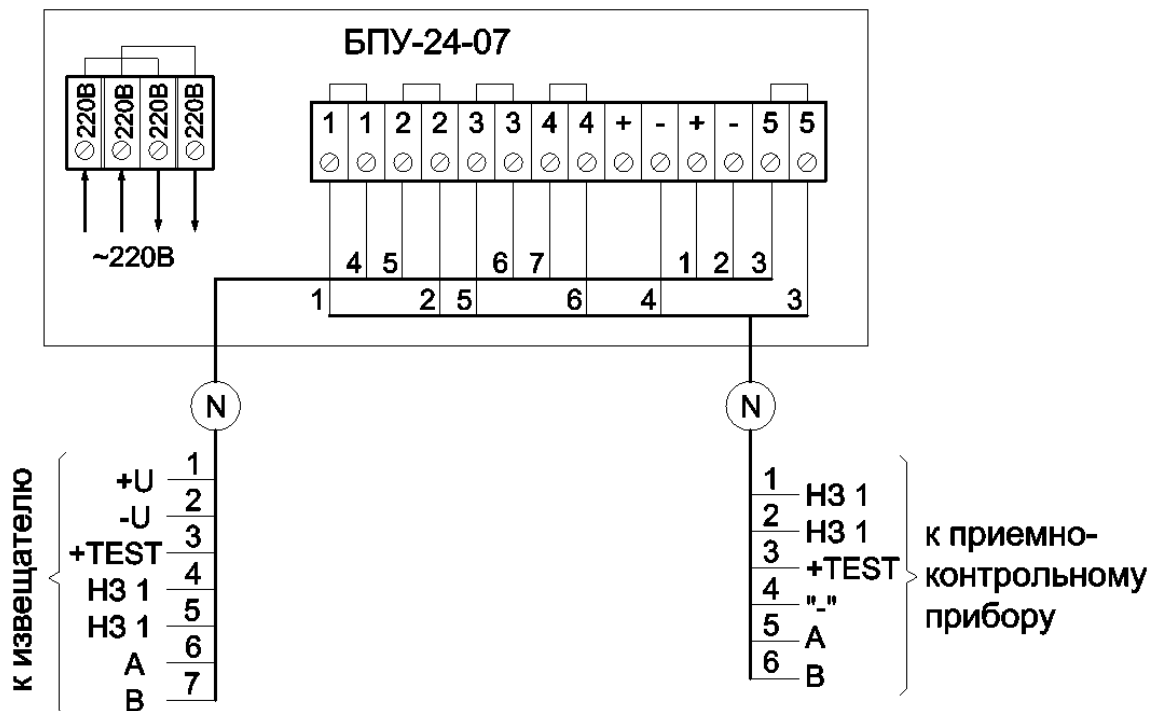 БПУ-24-07
220В 220В 220В 220В
1 1 2 2 3 3 4 4 + - + - 5 5
~220В
4 5 6 7 1 2 3
1 2 5 6 4 3
N N
к извещателю
1
+U
2
-U
3
+TEST
4
НЗ 1
5
НЗ 1
6
A
7
B
1
НЗ 1
2
НЗ 1
3
+TEST
4
"-"
5
A
6
B
к приемно-
контрольному
прибору